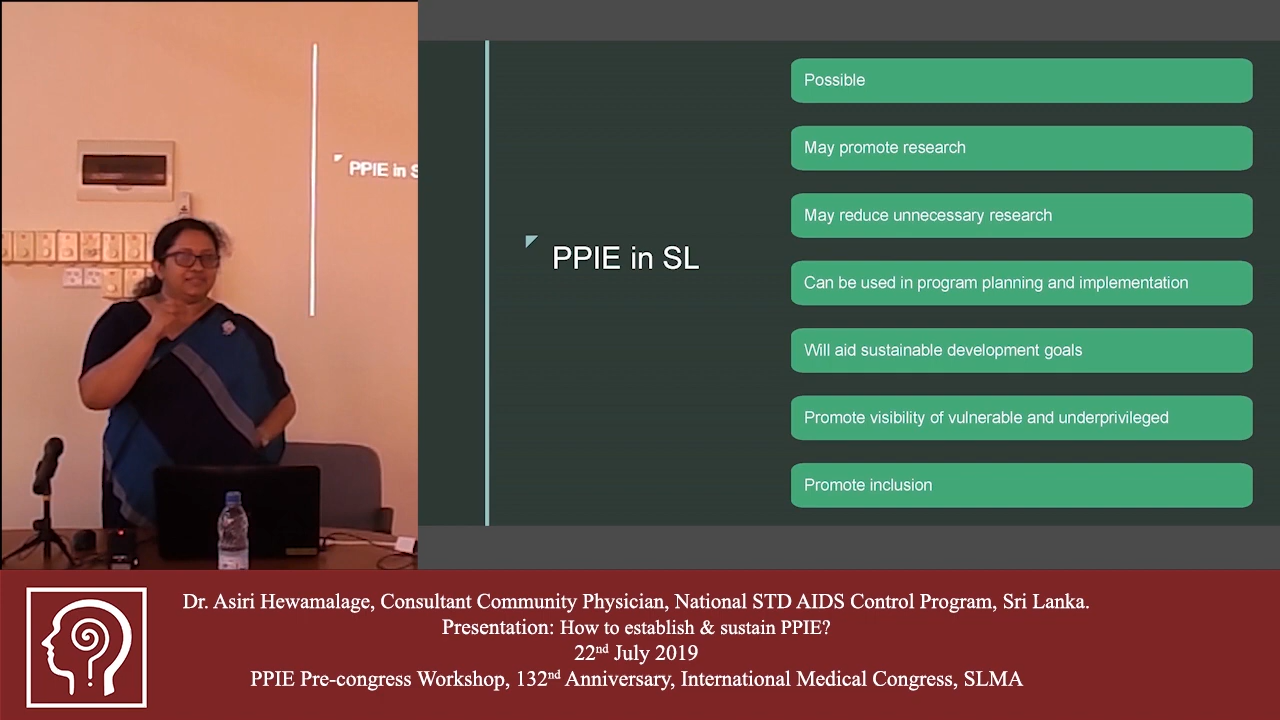 PPIE in S
PPIE in SL
Possible
May promote research
May reduce unnecessary research
Can be used in program planning and implementation
Will aid sustainable development goals
Promote visibility of vulnerable and underprivileged
Promote inclusion
Dr. Asiri Hewamalage, Consultant Community Physician, National STD AIDS Control Program, Sri Lanka.
Presentation: How to establish & sustain PPIE?
22nd July 2019
PPIE Pre-congress Workshop, 132nd Anniversary, International Medical Congress, SLMA